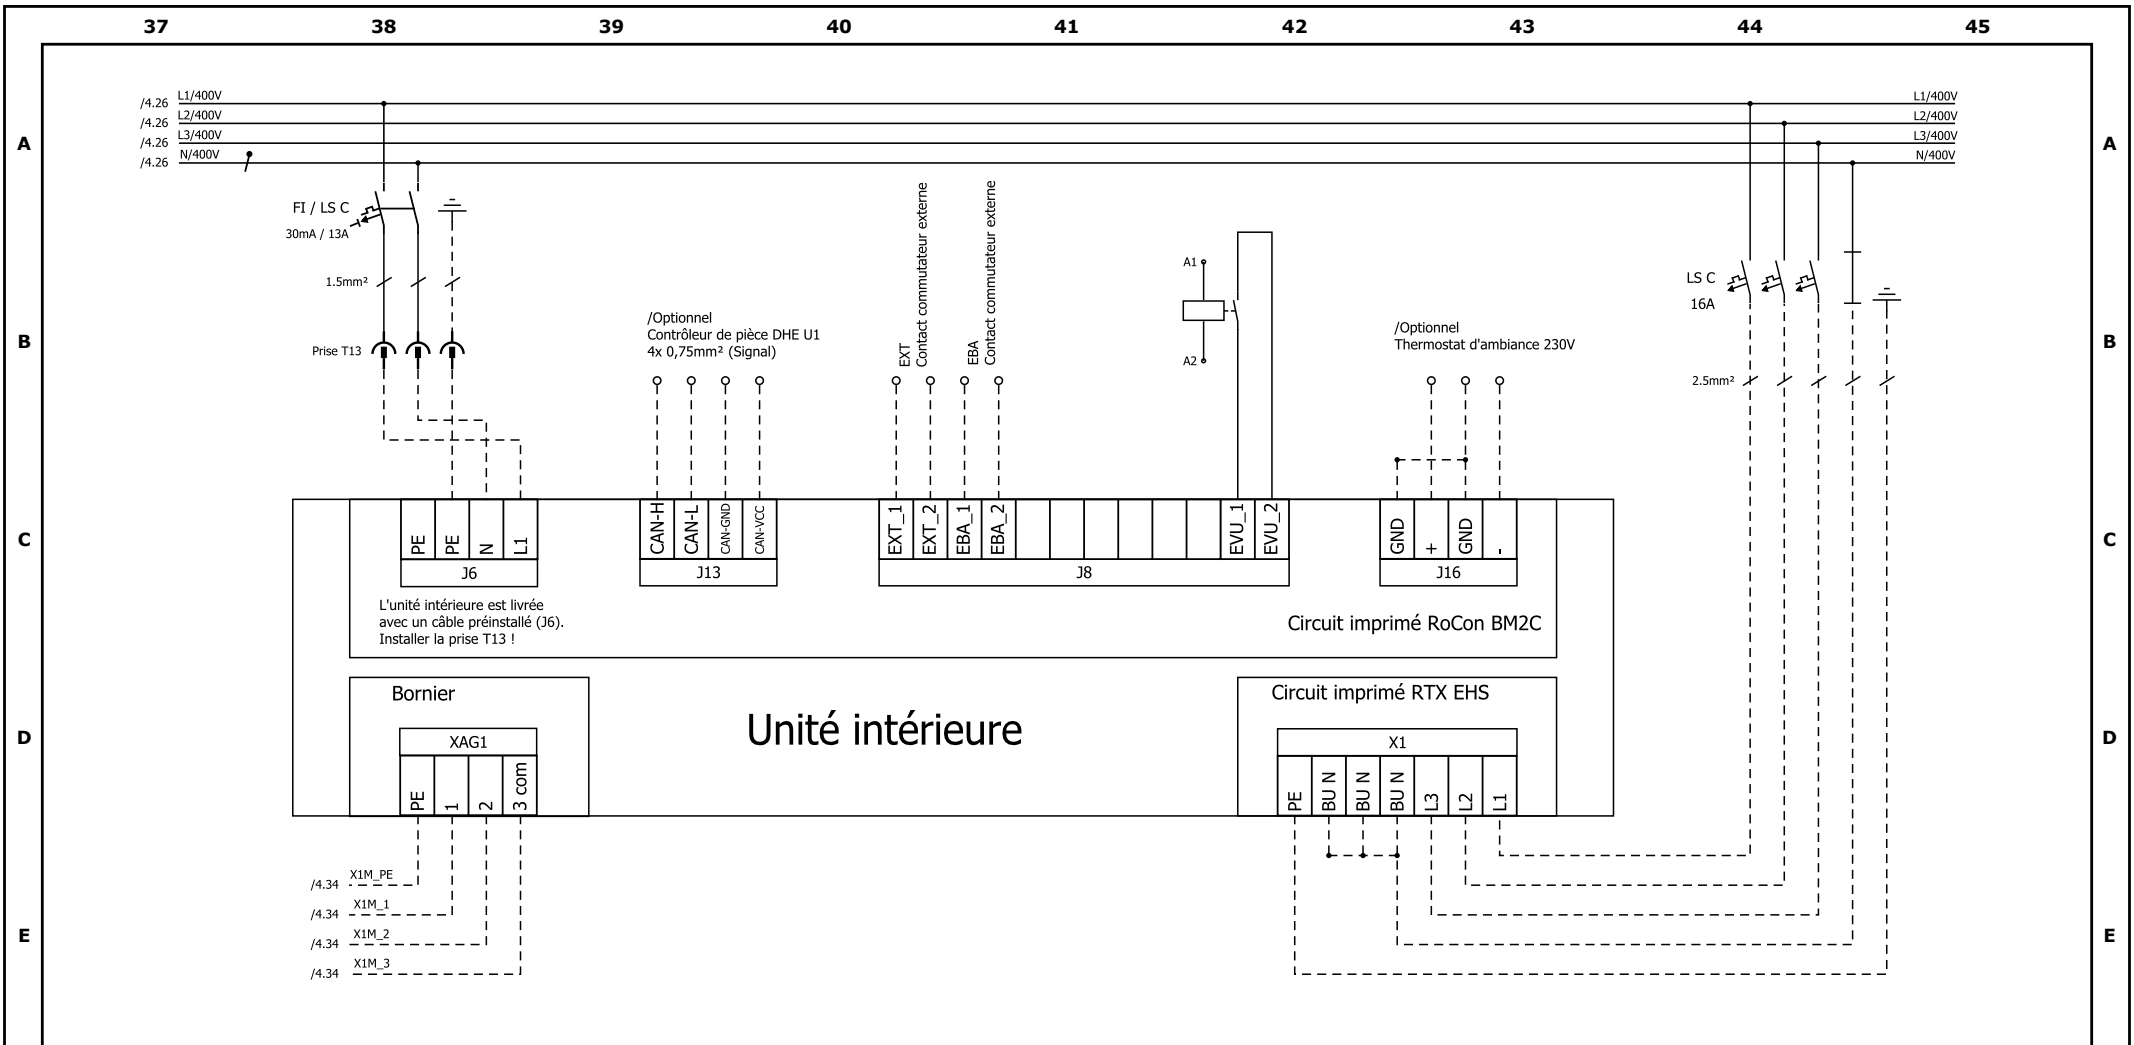 37 38 39 40 41 42 43 44 45
/4.26 L1/400V L1/400V
/4.26 L2/400V L2/400V
A /4.26 L3/400V L3/400V A
/4.26 N/400V N/400V
FI / LS C
30mA / 13A
1.5mm²
B Prise T13 B
/Optionnel
Contrôleur de pièce DHE U1
4x 0,75mm² (Signal)
EXT
Contact commutateur externe
EBA
Contact commutateur externe
A1
A2
/Optionnel
Thermostat d'ambiance 230V
LS C
16A
2.5mm²
C PE PE N L1 CAN-H CAN-L CAN-GND CAN-VCC EXT_1 EXT_2 EBA_1 EBA_2 EVU_1 EVU_2 GND + GND - C
J6 J13 J8 J16
L'unité intérieure est livrée
avec un câble préinstallé (J6).
Installer la prise T13 !
Circuit imprimé RoCon BM2C
Bornier
Circuit imprimé RTX EHS
Unité intérieure
D XAG1 X1 D
PE 1 2 3 com PE BU N BU N BU N L3 L2 L1
/4.34 X1M_PE
/4.34 X1M_1
E /4.34 X1M_2 E
/4.34 X1M_3